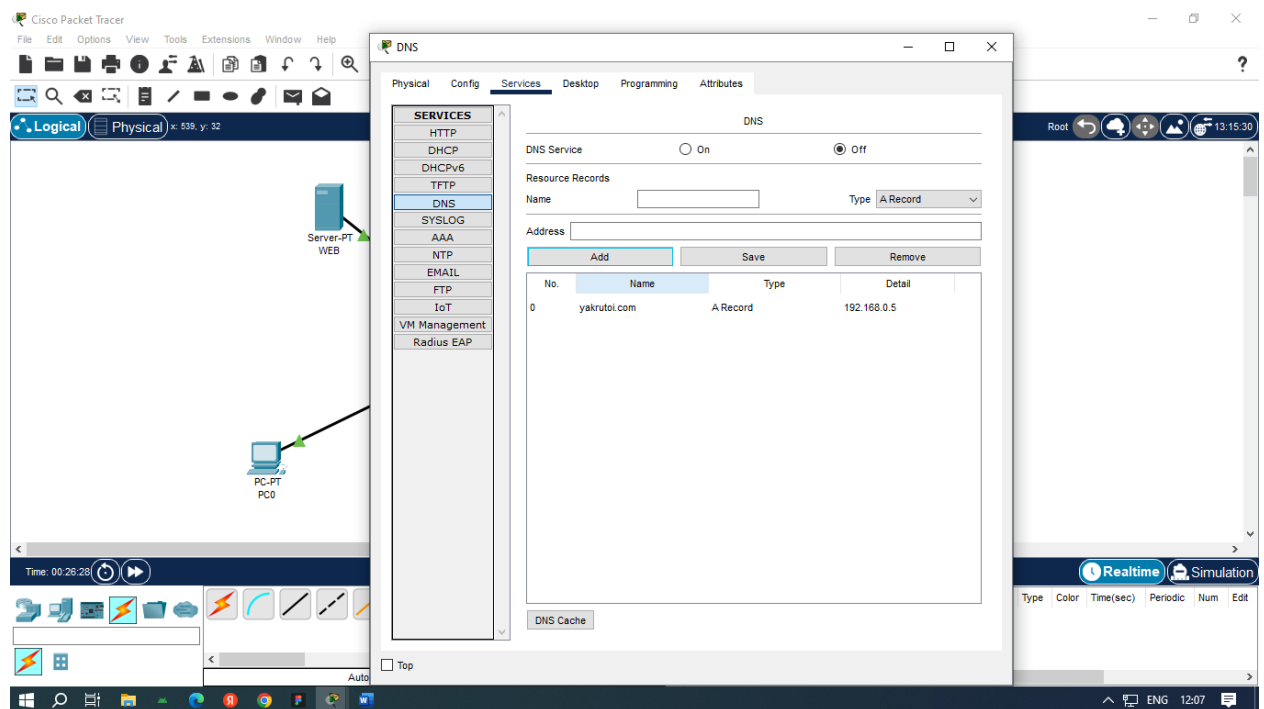 Cisco Packet Tracer
File Edit Options View Tools Extensions Window Help
DNS
?
Physical Config Services Desktop Programming Attributes
Logical Physical x: 539, y: 32
Root 13:15:30
SERVICES
HTTP
DHCP
DHCPv6
TFTP
DNS
SYSLOG
AAA
NTP
EMAIL
FTP
IoT
VM Management
Radius EAP
DNS
DNS Service On Off
Resource Records
Name Type A Record
Address
Add Save Remove
No. Name Type Detail
0 yakrutoi.com A Record 192.168.0.5
DNS Cache
Top
Server-PT
WEB
PC-PT
PC0
Time: 00:26:28
Realtime Simulation
Type Color Time(sec) Periodic Num Edit
Auto
ENG 12:07